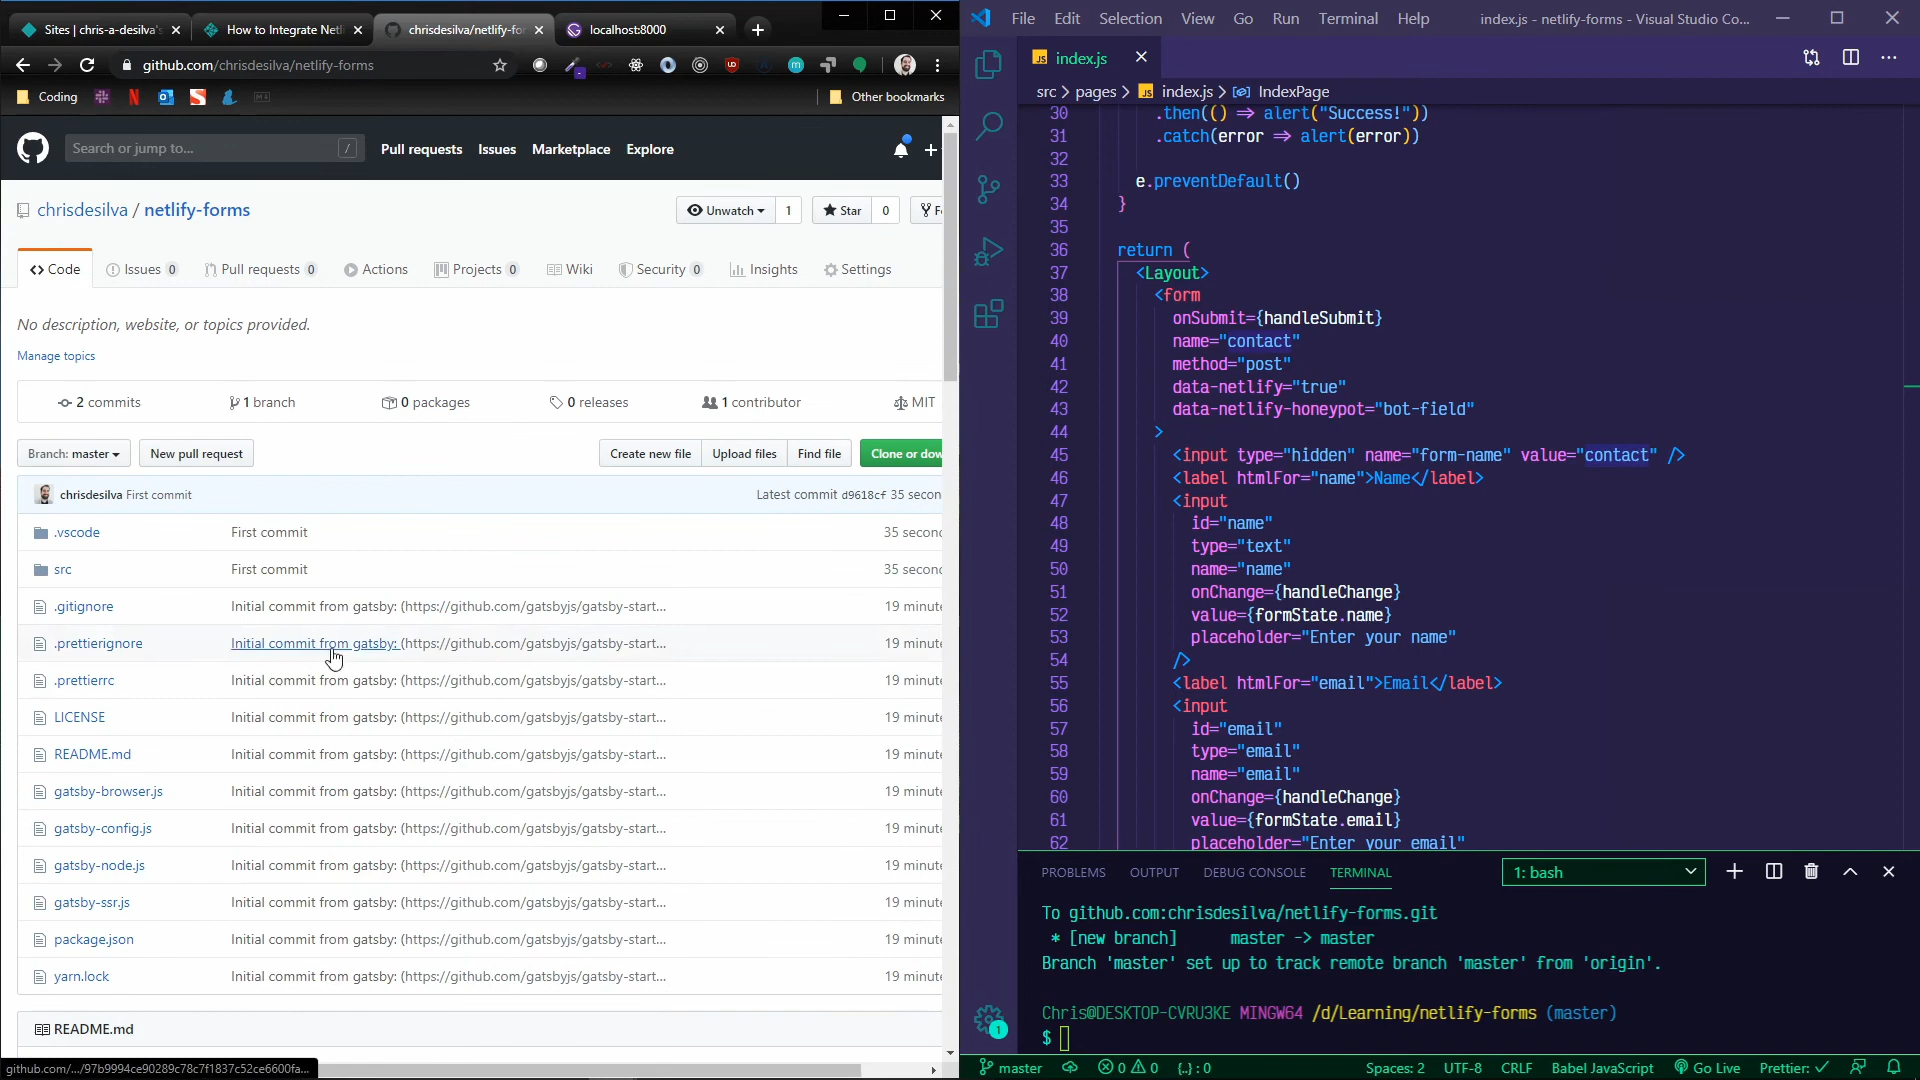 Sites | chris-a-desilva's
How to Integrate Netl
chrisdesilva/netlify-for
localhost:8000
github.com/chrisdesilva/netlify-forms
Coding
Other bookmarks
Search or jump to...
/
Pull requests
Issues
Marketplace
Explore
chrisdesilva / netlify-forms
Unwatch
1
Star
0
Code
Issues 0
Pull requests 0
Actions
Projects 0
Wiki
Security 0
Insights
Settings
No description, website, or topics provided.
Manage topics
2 commits
1 branch
0 packages
0 releases
1 contributor
MIT
Branch: master
New pull request
Create new file
Upload files
Find file
Clone or dow
chrisdesilva First commit
Latest commit d9618cf 35 secon
.vscode First commit 35 secon
src First commit 35 secon
.gitignore Initial commit from gatsby: (https://github.com/gatsbyjs/gatsby-start... 19 minut
.prettierignore Initial commit from gatsby: (https://github.com/gatsbyjs/gatsby-start... 19 minut
.prettierrc Initial commit from gatsby: (https://github.com/gatsbyjs/gatsby-start... 19 minut
LICENSE Initial commit from gatsby: (https://github.com/gatsbyjs/gatsby-start... 19 minut
README.md Initial commit from gatsby: (https://github.com/gatsbyjs/gatsby-start... 19 minut
gatsby-browser.js Initial commit from gatsby: (https://github.com/gatsbyjs/gatsby-start... 19 minut
gatsby-config.js Initial commit from gatsby: (https://github.com/gatsbyjs/gatsby-start... 19 minut
gatsby-node.js Initial commit from gatsby: (https://github.com/gatsbyjs/gatsby-start... 19 minut
gatsby-ssr.js Initial commit from gatsby: (https://github.com/gatsbyjs/gatsby-start... 19 minut
package.json Initial commit from gatsby: (https://github.com/gatsbyjs/gatsby-start... 19 minut
yarn.lock Initial commit from gatsby: (https://github.com/gatsbyjs/gatsby-start... 19 minut
README.md
github.com/.../97b9994ce90289c78c7f1837c52ce6600fa...
File Edit Selection View Go Run Terminal Help
index.js - netlify-forms - Visual Studio Co...
JS index.js
src > pages > JS index.js > IndexPage
30 .then(() => alert("Success!"))
31 .catch(error => alert(error))
32
33 e.preventDefault()
34 }
35
36 return (
37 <Layout>
38 <form
39 onSubmit={handleSubmit}
40 name="contact"
41 method="post"
42 data-netlify="true"
43 data-netlify-honeypot="bot-field"
44 >
45 <input type="hidden" name="form-name" value="contact" />
46 <label htmlFor="name">Name</label>
47 <input
48 id="name"
49 type="text"
50 name="name"
51 onChange={handleChange}
52 value={formState.name}
53 placeholder="Enter your name"
54 />
55 <label htmlFor="email">Email</label>
56 <input
57 id="email"
58 type="email"
59 name="email"
60 onChange={handleChange}
61 value={formState.email}
62 placeholder="Enter your email"
PROBLEMS OUTPUT DEBUG CONSOLE TERMINAL
1: bash
To github.com:chrisdesilva/netlify-forms.git
* [new branch] master -> master
Branch 'master' set up to track remote branch 'master' from 'origin'.
Chris@DESKTOP-CVRU3KE MINGW64 /d/Learning/netlify-forms (master)
$
1
master
0 0
{..} : 0
Spaces: 2
UTF-8
CRLF
Babel JavaScript
Go Live
Prettier: ✓